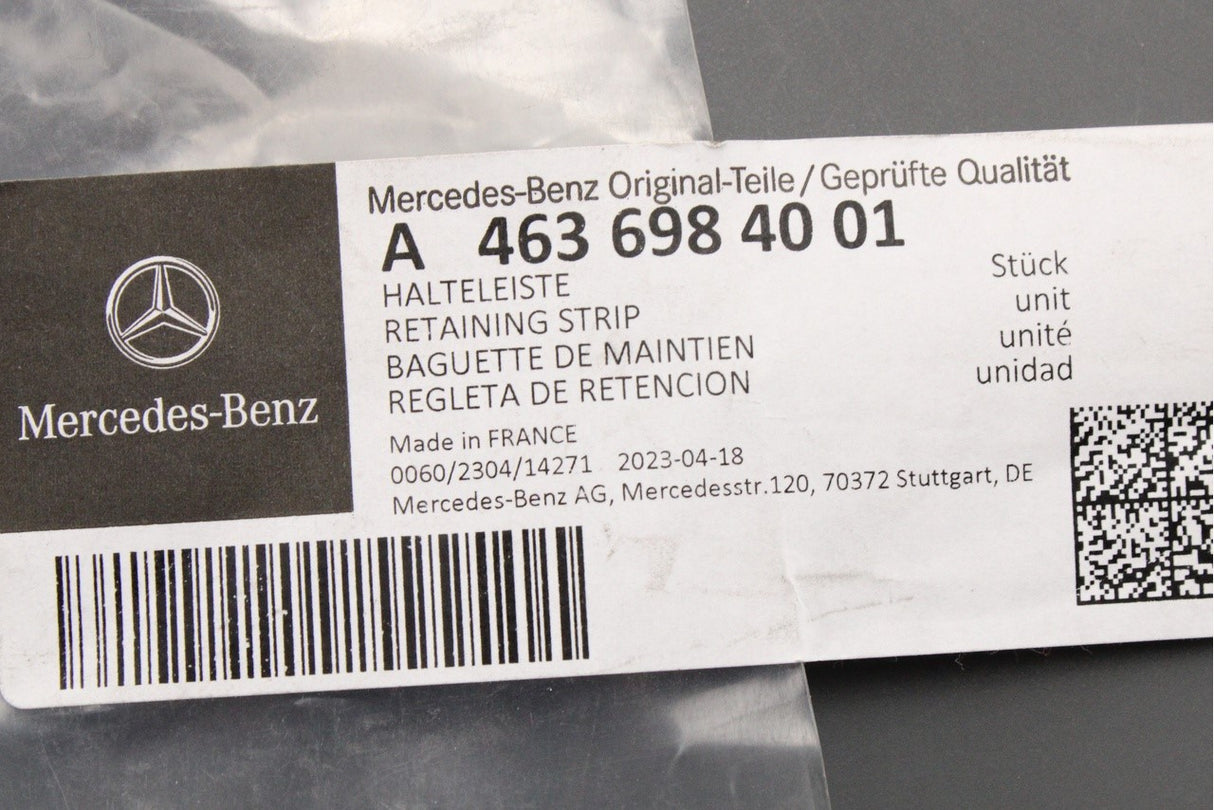 Mercedes-Benz Original-Teile/Geprüfte Qualität
A 463 698 40 01
HALTELEISTE
RETAINING STRIP
BAGUETTE DE MAINTIEN
REGLETA DE RETENCION
Stück
unit
unité
unidad
Made in FRANCE
0060/2304/14271 2023-04-18
Mercedes-Benz AG, Mercedesstr.120, 70372 Stuttgart, DE
Mercedes-Benz